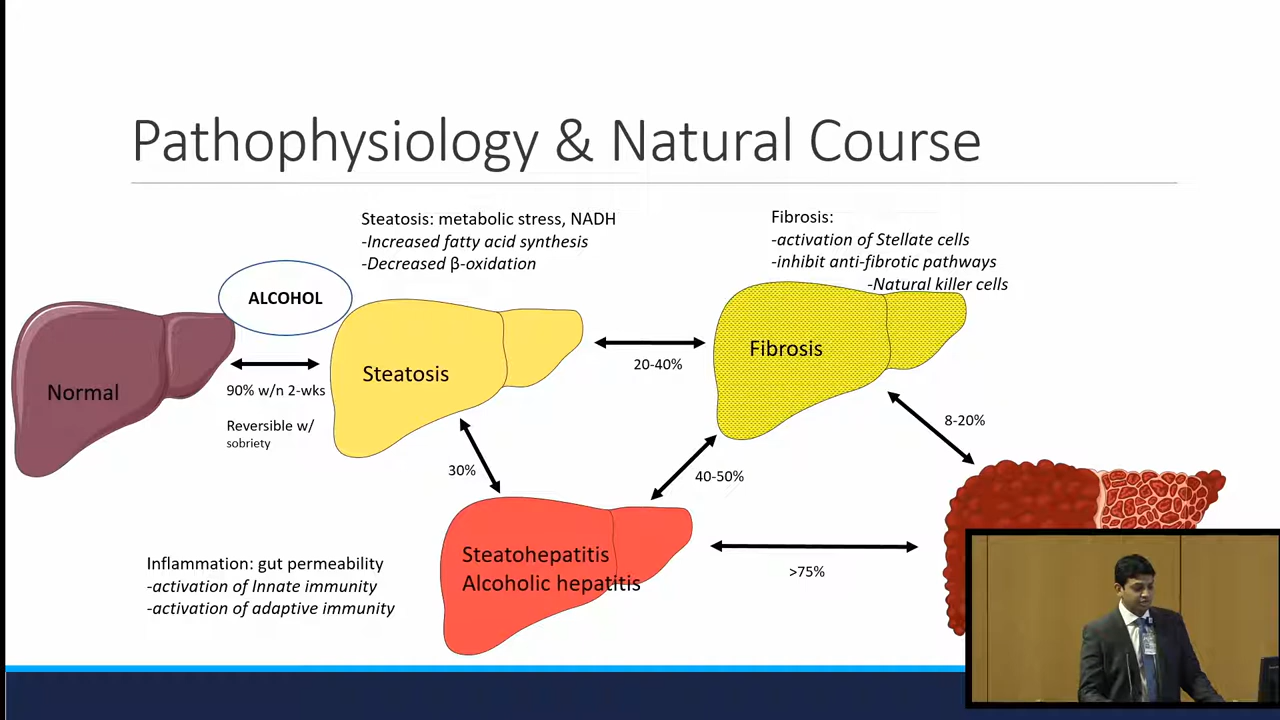 Pathophysiology & Natural Course
Steatosis: metabolic stress, NADH
-Increased fatty acid synthesis
-Decreased β-oxidation
Fibrosis:
-activation of Stellate cells
-inhibit anti-fibrotic pathways
-Natural killer cells
ALCOHOL
Normal
90% w/n 2-wks
Reversible w/
sobriety
Steatosis
20-40%
Fibrosis
8-20%
30%
40-50%
Steatohepatitis
Alcoholic hepatitis
>75%
Inflammation: gut permeability
-activation of Innate immunity
-activation of adaptive immunity